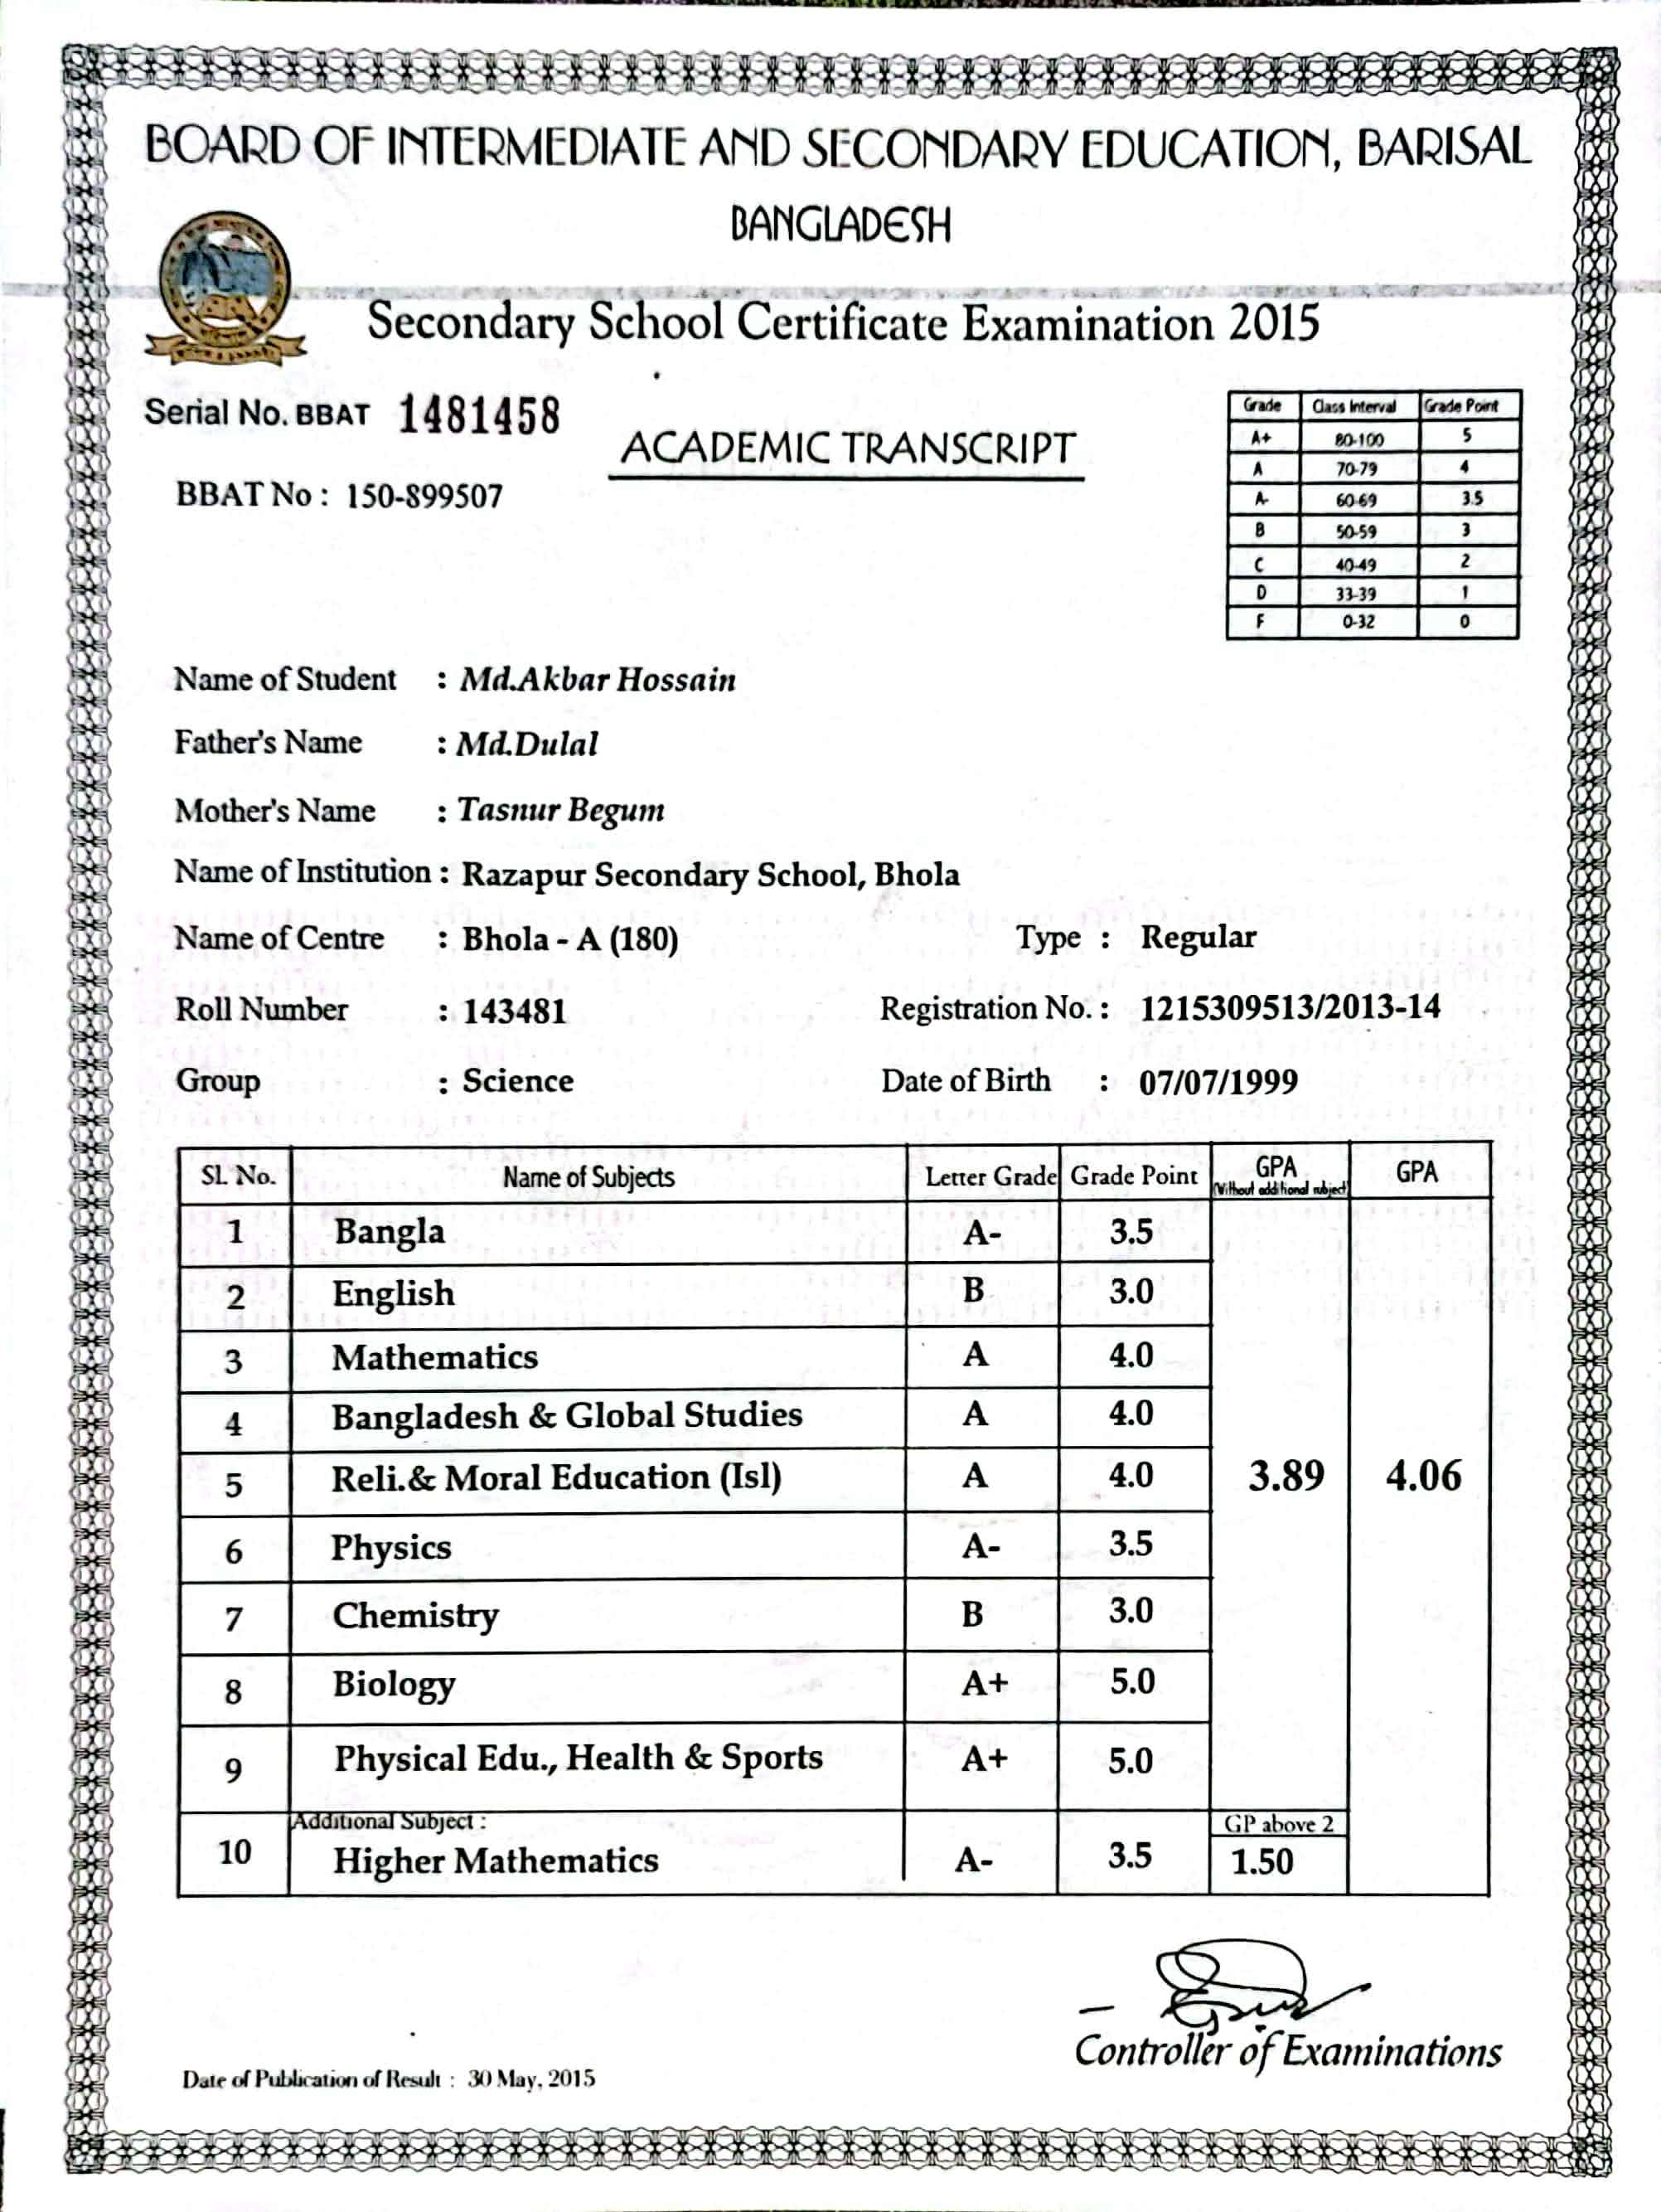 BOARD OF INTERMEDIATE AND SECONDARY EDUCATION, BARISAL
BANGLADESH
Secondary School Certificate Examination 2015
Serial No. BBAT 1481458
ACADEMIC TRANSCRIPT
BBAT No : 150-899507
Grade Class Interval Grade Point
A+ 80-100 5
A 70-79 4
A- 60-69 3.5
B 50-59 3
C 40-49 2
D 33-39 1
F 0-32 0
Name of Student : Md.Akbar Hossain
Father's Name : Md.Dulal
Mother's Name : Tasnur Begum
Name of Institution : Razapur Secondary School, Bhola
Name of Centre : Bhola - A (180) Type : Regular
Roll Number : 143481 Registration No. : 1215309513/2013-14
Group : Science Date of Birth : 07/07/1999
SL No. Name of Subjects Letter Grade Grade Point GPA (Without additional subject) GPA
1 Bangla A- 3.5
2 English B 3.0
3 Mathematics A 4.0
4 Bangladesh & Global Studies A 4.0
5 Reli.& Moral Education (Isl) A 4.0 3.89 4.06
6 Physics A- 3.5
7 Chemistry B 3.0
8 Biology A+ 5.0
9 Physical Edu., Health & Sports A+ 5.0
Additional Subject : GP above 2
10 Higher Mathematics A- 3.5 1.50
Controller of Examinations
Date of Publication of Result : 30 May, 2015